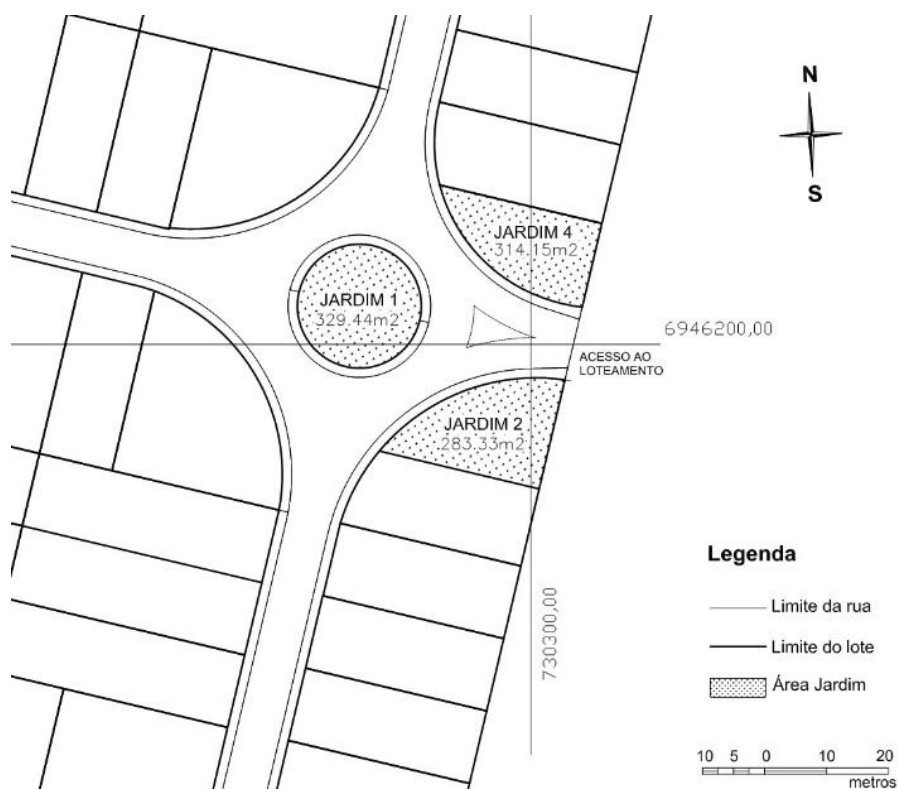 N
S
JARDIM 4
314.15m2
JARDIM 1
329.44m2
6946200,00
ACESSO AO
LOTEAMENTO
JARDIM 2
283.33m2
730300,00
Legenda
Limite da rua
Limite do lote
Área Jardim
10 5 0 10 20
metros